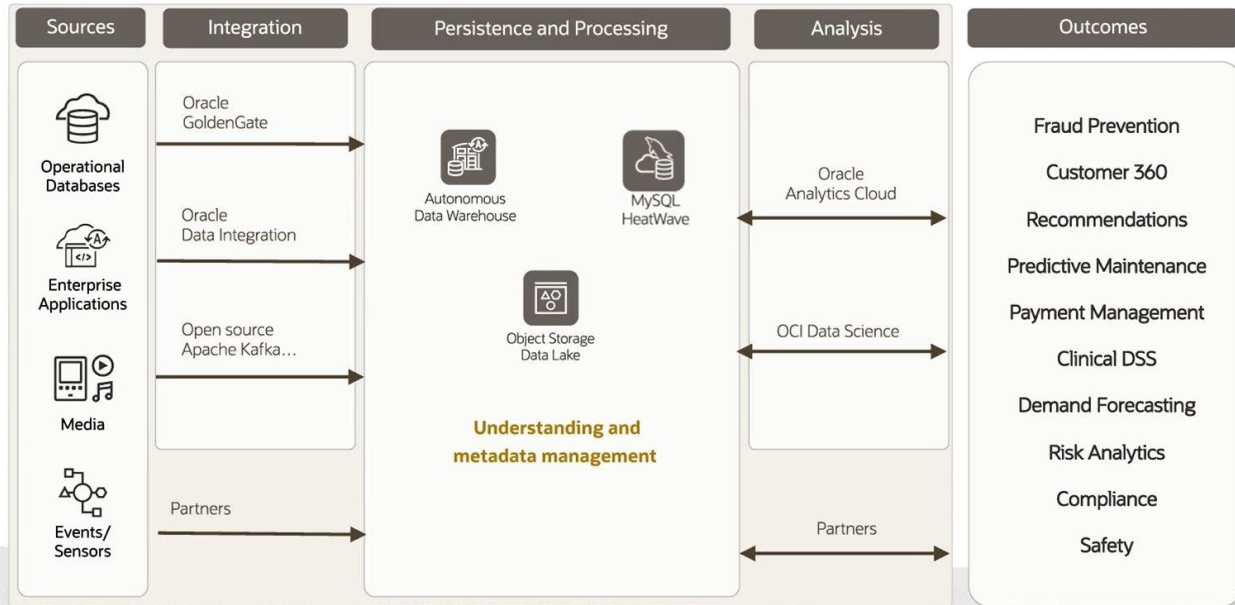 Sources
Integration
Persistence and Processing
Analysis
Outcomes
Operational
Databases
Enterprise
Applications
Media
Events/
Sensors
Oracle
GoldenGate
Oracle
Data Integration
Open source
Apache Kafka...
Partners
Autonomous
Data Warehouse
MySQL
HeatWave
Object Storage
Data Lake
Understanding and
metadata management
Oracle
Analytics Cloud
OCI Data Science
Partners
Fraud Prevention
Customer 360
Recommendations
Predictive Maintenance
Payment Management
Clinical DSS
Demand Forecasting
Risk Analytics
Compliance
Safety